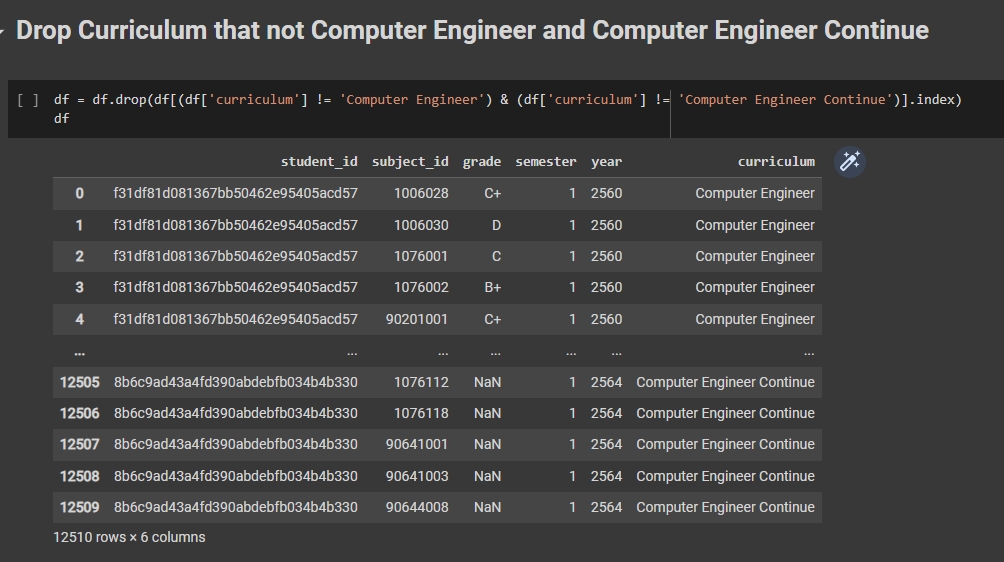 Drop Curriculum that not Computer Engineer and Computer Engineer Continue
[ ] df = df.drop(df[(df['curriculum'] != 'Computer Engineer') & (df['curriculum'] != 'Computer Engineer Continue')].index)
df
student_id subject_id grade semester year curriculum
0 f31df81d081367bb50462e95405acd57 1006028 C+ 1 2560 Computer Engineer
1 f31df81d081367bb50462e95405acd57 1006030 D 1 2560 Computer Engineer
2 f31df81d081367bb50462e95405acd57 1076001 C 1 2560 Computer Engineer
3 f31df81d081367bb50462e95405acd57 1076002 B+ 1 2560 Computer Engineer
4 f31df81d081367bb50462e95405acd57 90201001 C+ 1 2560 Computer Engineer
... ... ... ... ... ... ...
12505 8b6c9ad43a4fd390abdebfb034b4b330 1076112 NaN 1 2564 Computer Engineer Continue
12506 8b6c9ad43a4fd390abdebfb034b4b330 1076118 NaN 1 2564 Computer Engineer Continue
12507 8b6c9ad43a4fd390abdebfb034b4b330 90641001 NaN 1 2564 Computer Engineer Continue
12508 8b6c9ad43a4fd390abdebfb034b4b330 90641003 NaN 1 2564 Computer Engineer Continue
12509 8b6c9ad43a4fd390abdebfb034b4b330 90644008 NaN 1 2564 Computer Engineer Continue
12510 rows × 6 columns